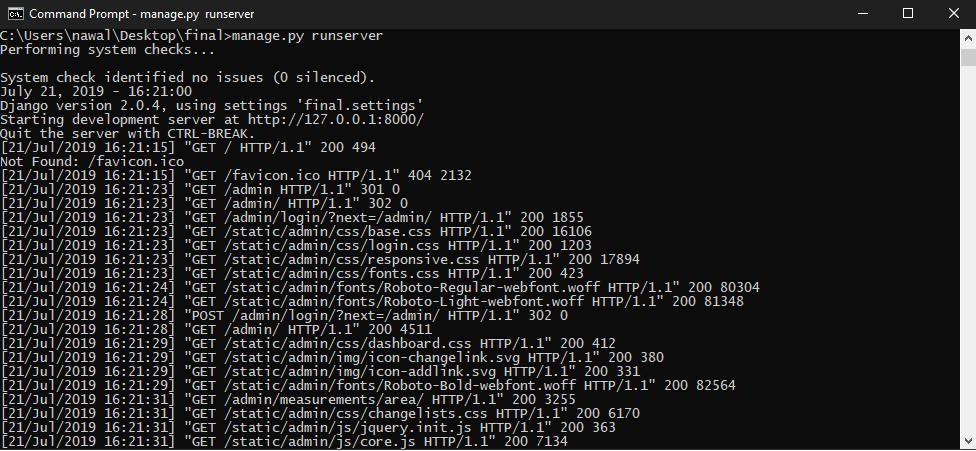 Command Prompt - manage.py  runserver
C:\Users\nawal\Desktop\final>manage.py runserver
Performing system checks...
System check identified no issues (0 silenced).
July 21, 2019 - 16:21:00
Django version 2.0.4, using settings 'final.settings'
Starting development server at http://127.0.0.1:8000/
Quit the server with CTRL-BREAK.
[21/Jul/2019 16:21:15] "GET / HTTP/1.1" 200 494
Not Found: /favicon.ico
[21/Jul/2019 16:21:15] "GET /favicon.ico HTTP/1.1" 404 2132
[21/Jul/2019 16:21:23] "GET /admin HTTP/1.1" 301 0
[21/Jul/2019 16:21:23] "GET /admin/ HTTP/1.1" 302 0
[21/Jul/2019 16:21:23] "GET /admin/login/?next=/admin/ HTTP/1.1" 200 1855
[21/Jul/2019 16:21:23] "GET /static/admin/css/base.css HTTP/1.1" 200 16106
[21/Jul/2019 16:21:23] "GET /static/admin/css/login.css HTTP/1.1" 200 1203
[21/Jul/2019 16:21:23] "GET /static/admin/css/responsive.css HTTP/1.1" 200 17894
[21/Jul/2019 16:21:23] "GET /static/admin/css/fonts.css HTTP/1.1" 200 423
[21/Jul/2019 16:21:24] "GET /static/admin/fonts/Roboto-Regular-webfont.woff HTTP/1.1" 200 80304
[21/Jul/2019 16:21:24] "GET /static/admin/fonts/Roboto-Light-webfont.woff HTTP/1.1" 200 81348
[21/Jul/2019 16:21:28] "POST /admin/login/?next=/admin/ HTTP/1.1" 302 0
[21/Jul/2019 16:21:28] "GET /admin/ HTTP/1.1" 200 4511
[21/Jul/2019 16:21:29] "GET /static/admin/css/dashboard.css HTTP/1.1" 200 412
[21/Jul/2019 16:21:29] "GET /static/admin/img/icon-changelink.svg HTTP/1.1" 200 380
[21/Jul/2019 16:21:29] "GET /static/admin/img/icon-addlink.svg HTTP/1.1" 200 331
[21/Jul/2019 16:21:29] "GET /static/admin/fonts/Roboto-Bold-webfont.woff HTTP/1.1" 200 82564
[21/Jul/2019 16:21:31] "GET /admin/measurements/area/ HTTP/1.1" 200 3255
[21/Jul/2019 16:21:31] "GET /static/admin/css/changelists.css HTTP/1.1" 200 6170
[21/Jul/2019 16:21:31] "GET /static/admin/js/jquery.init.js HTTP/1.1" 200 363
[21/Jul/2019 16:21:31] "GET /static/admin/js/core.js HTTP/1.1" 200 7134